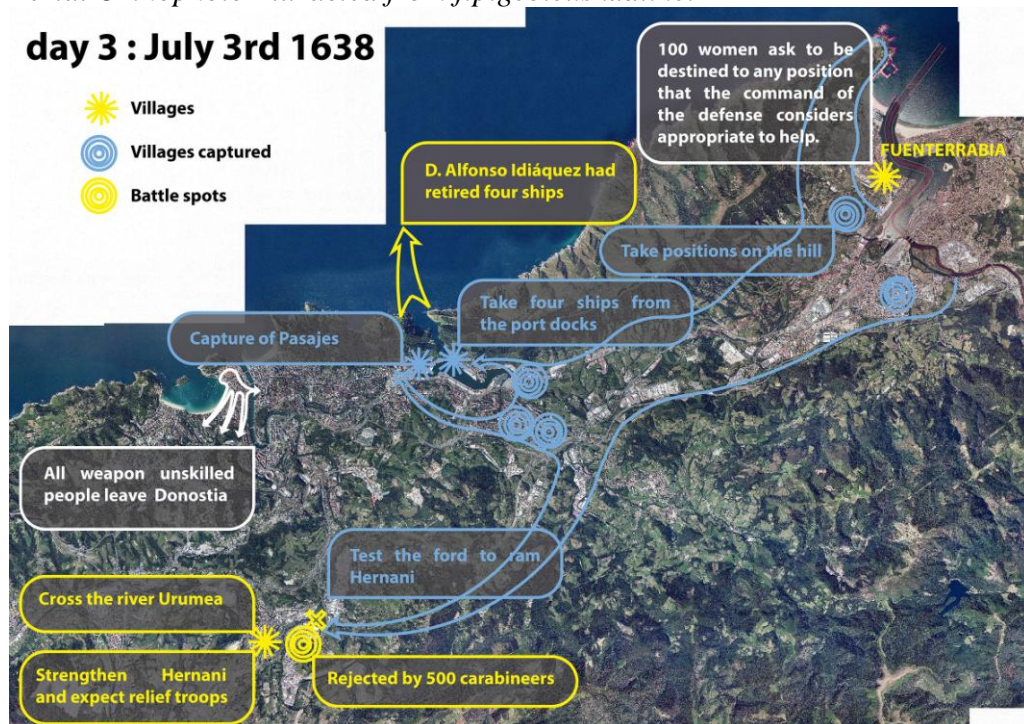 day 3 : July 3rd 1638
Villages
Villages captured
Battle spots
100 women ask to be
destined to any position
that the command of
the defense considers
appropriate to help.
FUENTERRABIA
D. Alfonso Idiáquez had
retired four ships
Take positions on the hill
Take four ships from
the port docks
Capture of Pasajes
All weapon unskilled
people leave Donostia
Test the ford to ram
Hernani
Cross the river Urumea
Strengthen Hernani
and expect relief troops
Rejected by 500 carabineers